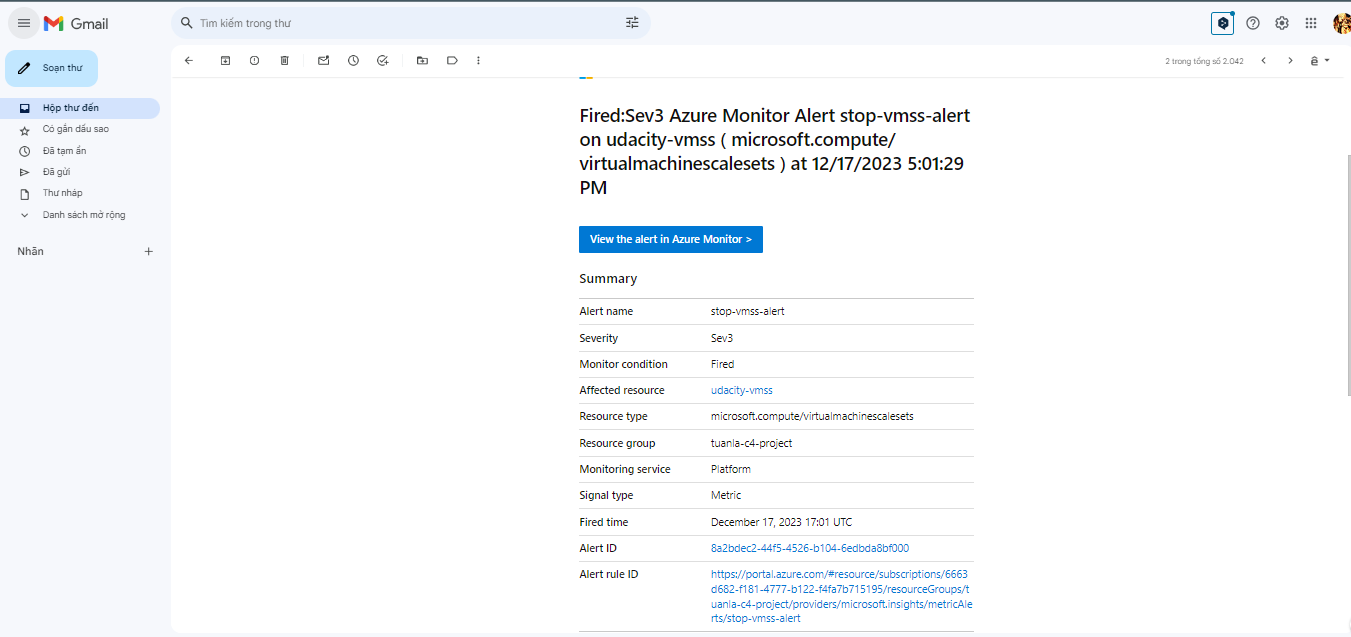 Gmail
Tìm kiếm trong thư
Soạn thư
2 trong tổng số 2.042
Hộp thư đến
Có gắn dấu sao
Đã tạm ẩn
Đã gửi
Thư nháp
Danh sách mở rộng
Nhãn
Fired:Sev3 Azure Monitor Alert stop-vmss-alert
on udacity-vmss ( microsoft.compute/
virtualmachinescalesets ) at 12/17/2023 5:01:29
PM
View the alert in Azure Monitor >
Summary
Alert name stop-vmss-alert
Severity Sev3
Monitor condition Fired
Affected resource udacity-vmss
Resource type microsoft.compute/virtualmachinescalesets
Resource group tuanla-c4-project
Monitoring service Platform
Signal type Metric
Fired time December 17, 2023 17:01 UTC
Alert ID 8a2bdec2-44f5-4526-b104-6edbda8bf000
Alert rule ID https://portal.azure.com/#resource/subscriptions/6663
d682-f181-4777-b122-f4fa7b715195/resourceGroups/t
uanla-c4-project/providers/microsoft.insights/metricAle
rts/stop-vmss-alert